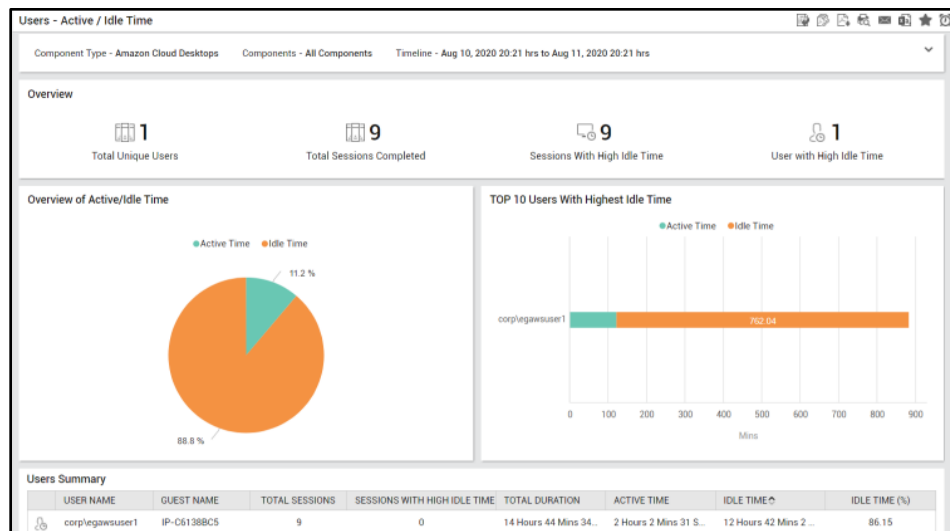 Users - Active / Idle Time
Component Type - Amazon Cloud Desktops Components - All Components Timeline - Aug 10, 2020 20:21 hrs to Aug 11, 2020 20:21 hrs
Overview
1 9 9 1
Total Unique Users Total Sessions Completed Sessions With High Idle Time User with High Idle Time
Overview of Active/Idle Time
Active Time Idle Time
11.2 %
88.8 %
TOP 10 Users With Highest Idle Time
Active Time Idle Time
corp\egawsuser1 762.04
0 100 200 300 400 500 600 700 800 900
Mins
Users Summary
USER NAME GUEST NAME TOTAL SESSIONS SESSIONS WITH HIGH IDLE TIME TOTAL DURATION ACTIVE TIME IDLE TIME IDLE TIME (%)
corp\egawsuser1 IP-C6138BC5 9 0 14 Hours 44 Mins 34... 2 Hours 2 Mins 31 S... 12 Hours 42 Mins 2 ... 86.15